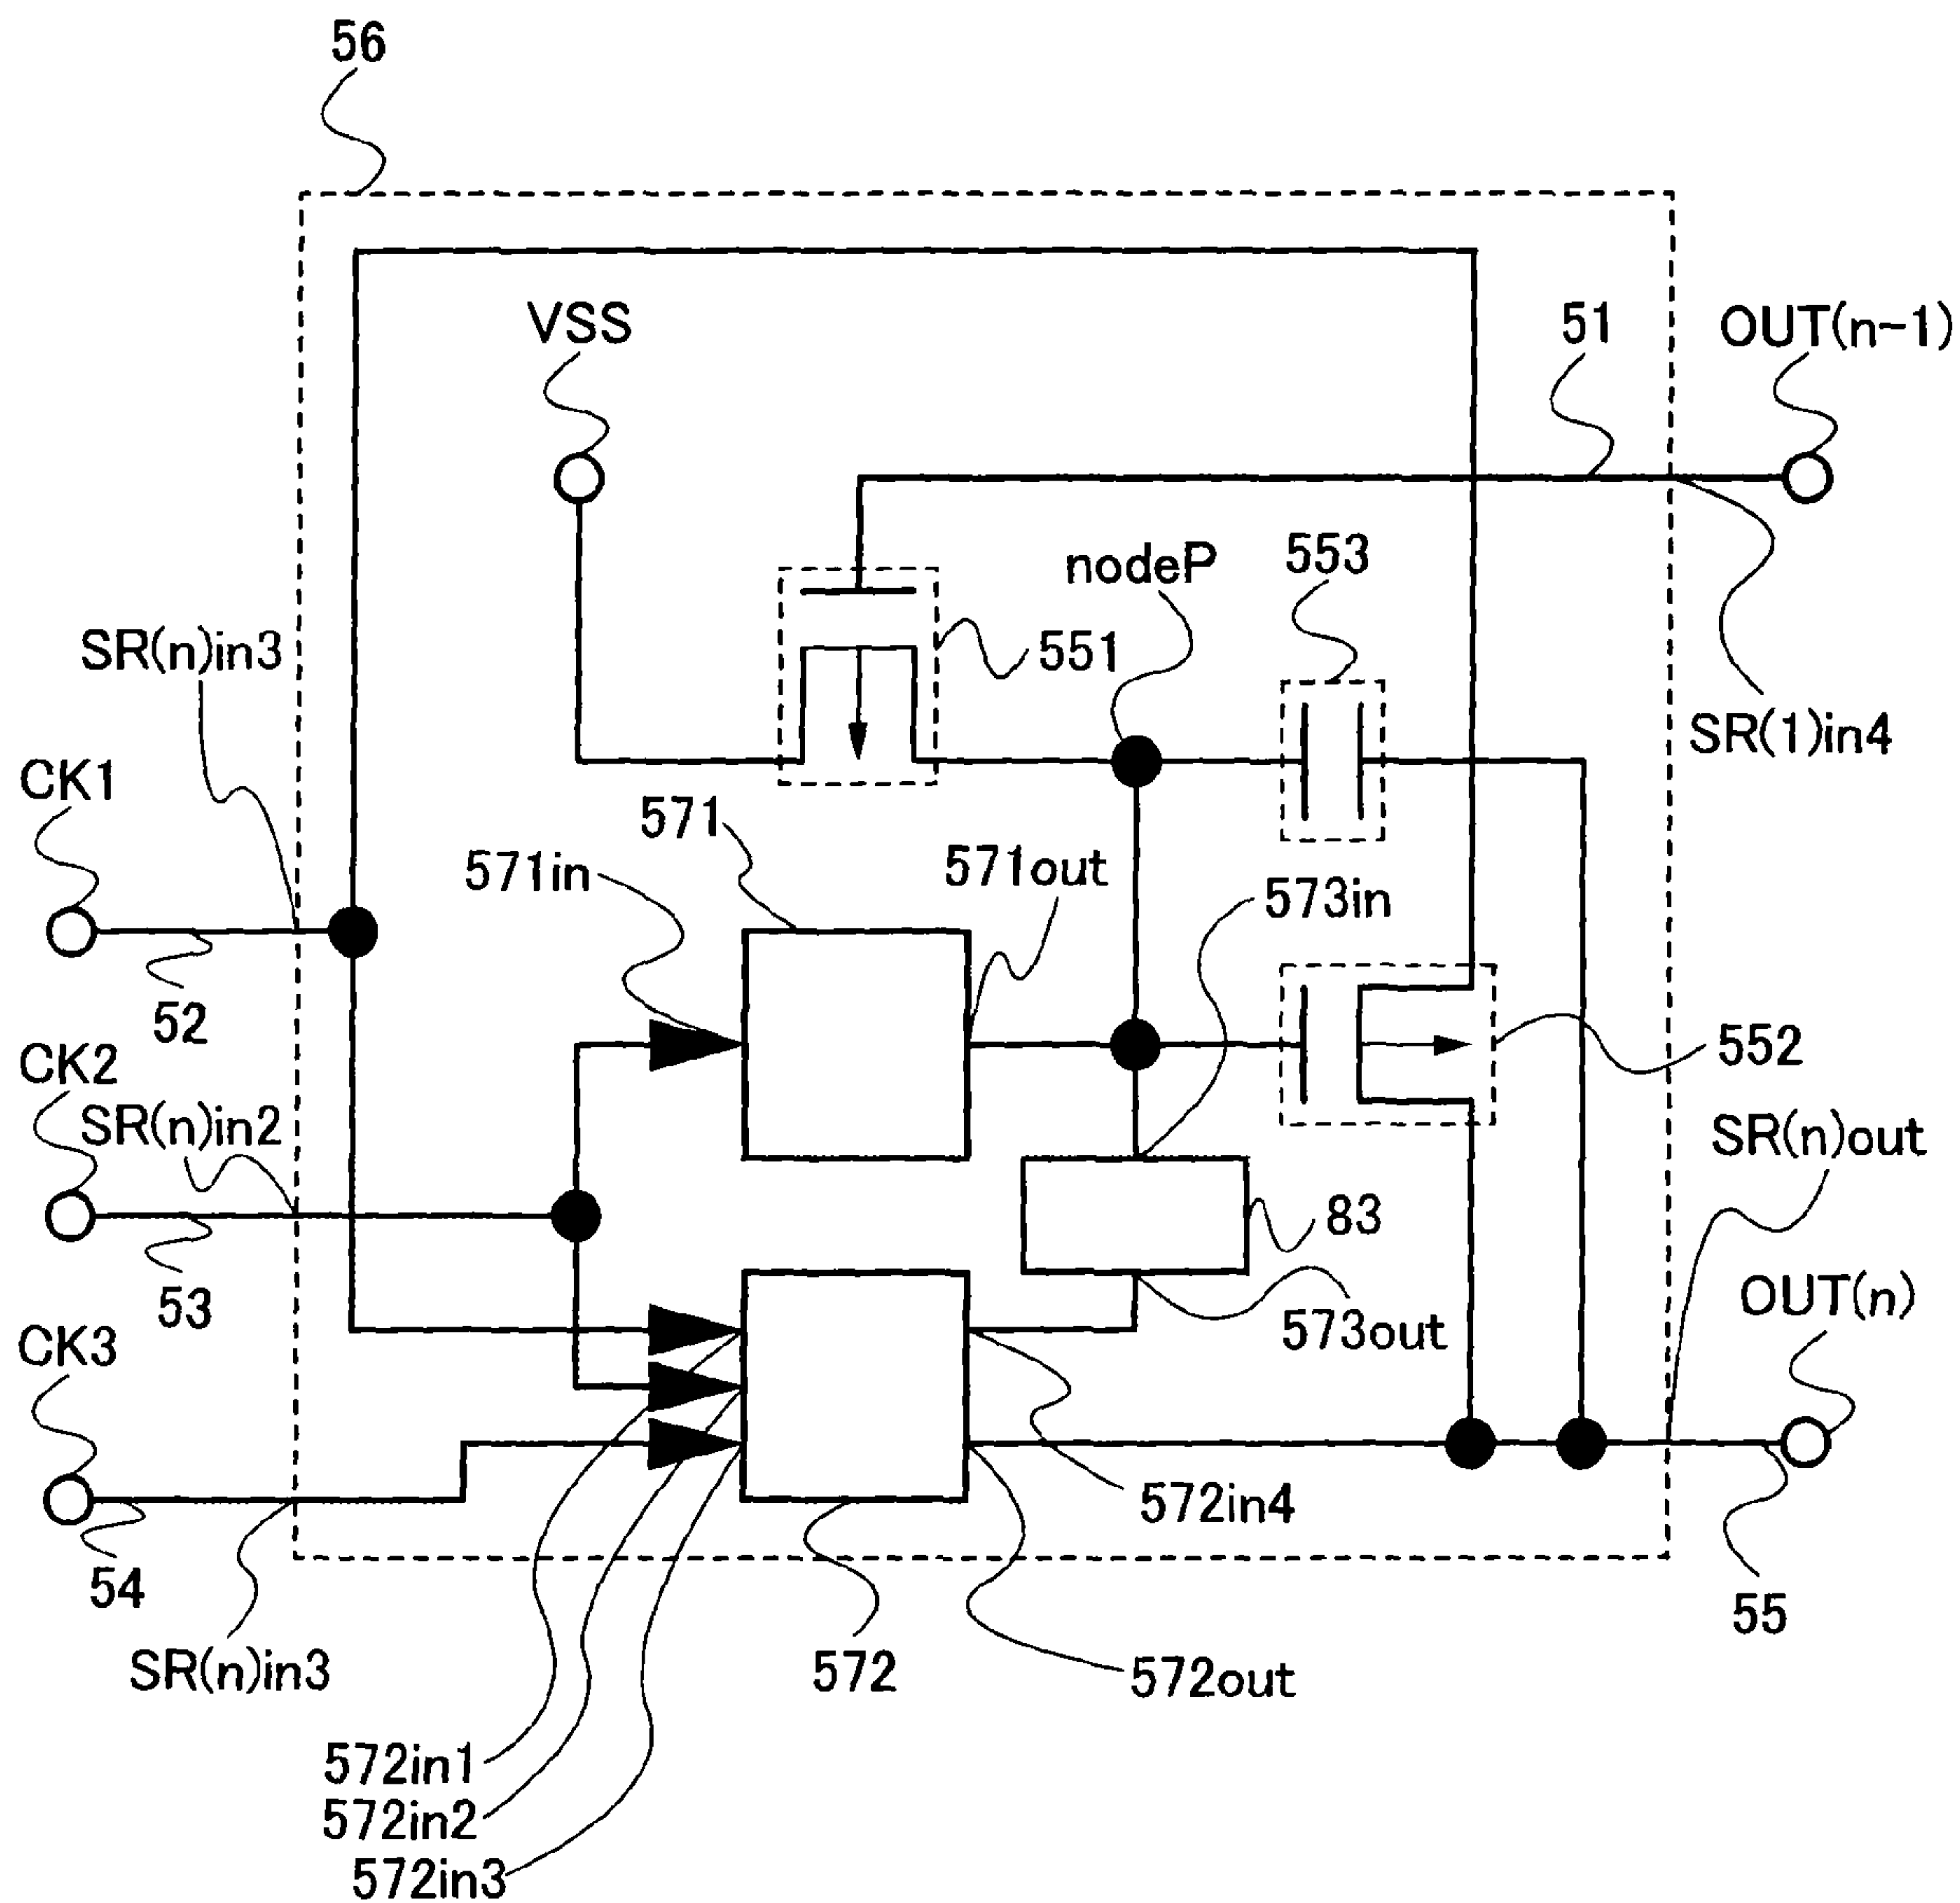 56
VSS
51
OUT(n-1)
nodeP
553
SR(n)in3
551
SR(1)in4
CK1
571
571in
571out
573in
52
552
CK2
SR(n)in2
SR(n)out
83
53
OUT(n)
CK3
573out
572in4
54
55
SR(n)in3
572
572out
572in1
572in2
572in3